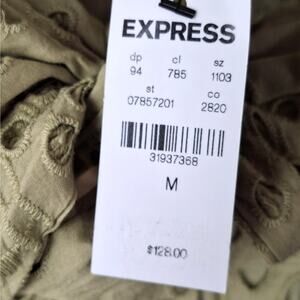 EXPRESS
dp cl sz
94 785 1103
st co
07857201 2820
31937368
M
$128.00